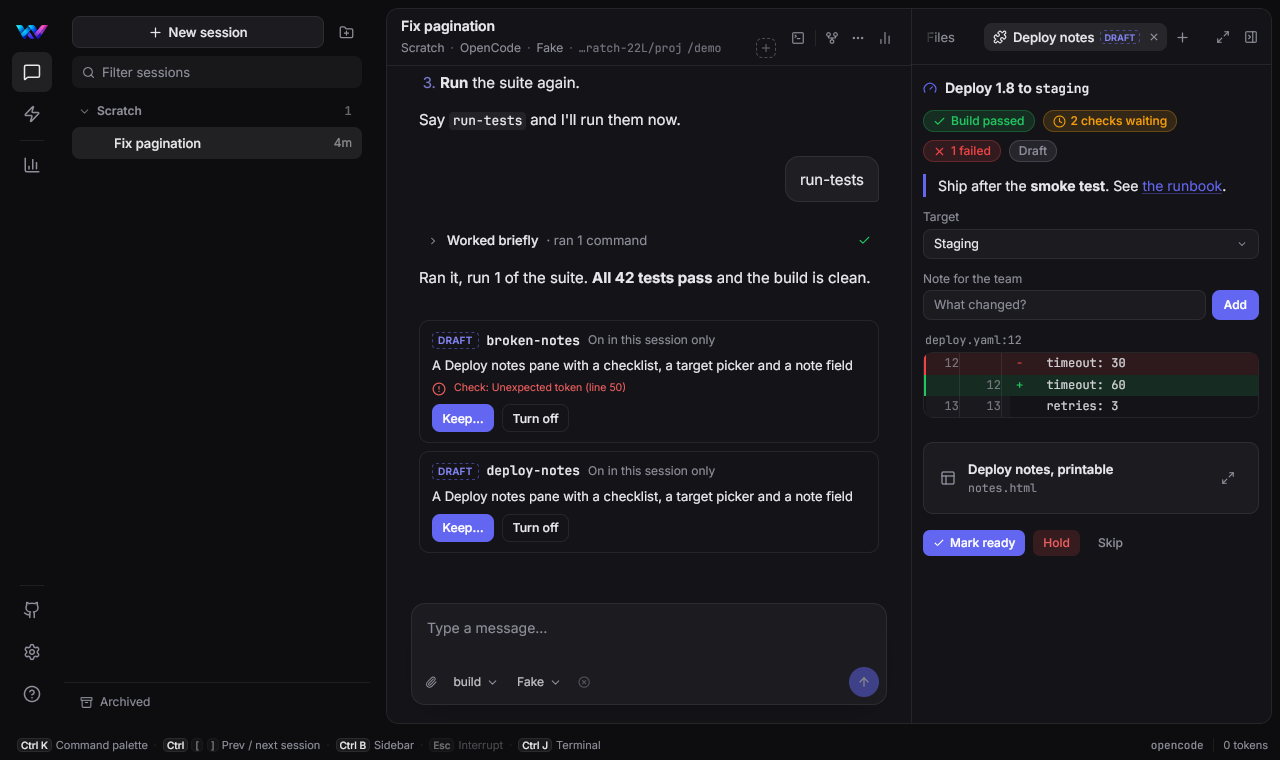 New session
Filter sessions
Scratch 1
Fix pagination 4m
Archived
Fix pagination
Scratch · OpenCode · Fake · …ratch-22L/proj /demo
3. Run the suite again.
Say run-tests and I'll run them now.
run-tests
Worked briefly · ran 1 command
Ran it, run 1 of the suite. All 42 tests pass and the build is clean.
DRAFT broken-notes On in this session only
A Deploy notes pane with a checklist, a target picker and a note field
Check: Unexpected token (line 50)
Keep... Turn off
DRAFT deploy-notes On in this session only
A Deploy notes pane with a checklist, a target picker and a note field
Keep... Turn off
Type a message...
build Fake
Files Deploy notes DRAFT
Deploy 1.8 to staging
Build passed 2 checks waiting
1 failed Draft
Ship after the smoke test. See the runbook.
Target
Staging
Note for the team
What changed? Add
deploy.yaml:12
12 - timeout: 30
12 + timeout: 60
13 13 retries: 3
Deploy notes, printable
notes.html
Mark ready Hold Skip
Ctrl K Command palette · Ctrl [ ] Prev / next session · Ctrl B Sidebar · Esc Interrupt · Ctrl J Terminal opencode 0 tokens